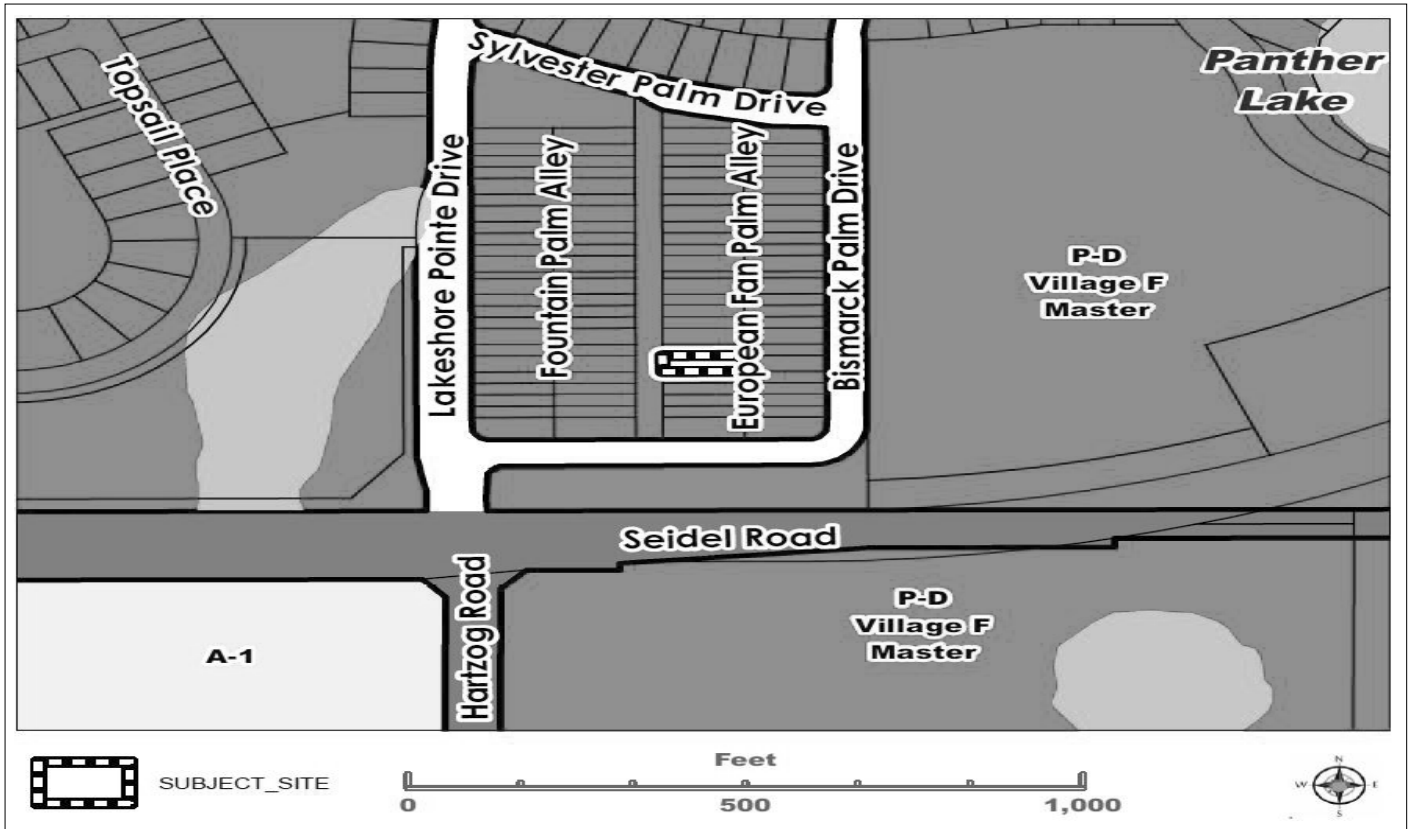 Sylvester Palm Drive
Panther
Lake
Topsail Place
Lakeshore Pointe Drive
Fountain Palm Alley
European Fan Palm Alley
Bismarck Palm Drive
P-D
Village F
Master
Seidel Road
Hartzog Road
P-D
Village F
Master
A-1
SUBJECT_SITE
Feet
0 500 1,000
N
W E
S